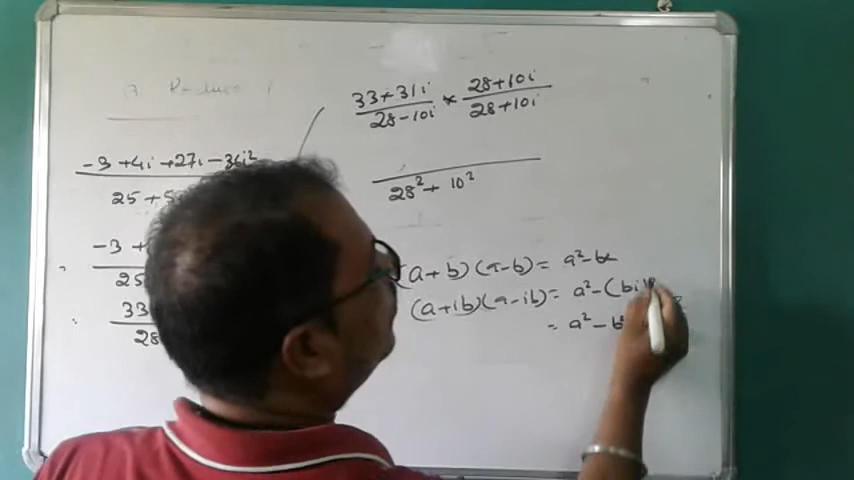 -3 +4i +27i -36i²
25 +5
-3 +
25
33
28
33+31i / 28-10i * 28+10i / 28+10i
28² + 10²
(a+b)(a-b) = a²-b²
(a+ib)(a-ib) = a²-(bi)
= a² - b²